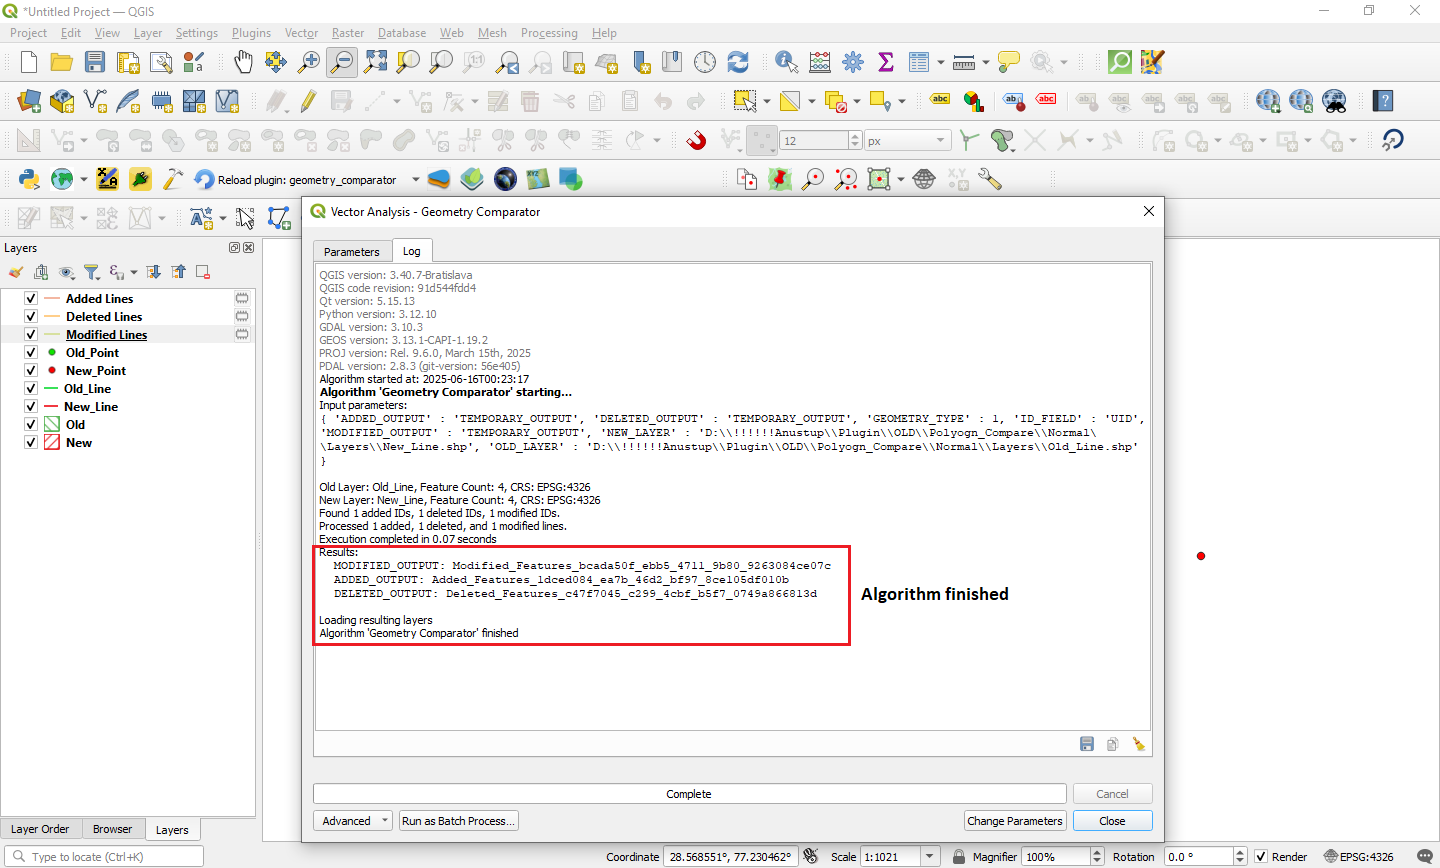 *Untitled Project — QGIS
Project Edit View Layer Settings Plugins Vector Raster Database Web Mesh Processing Help
abc ab abc
12 px
Reload plugin: geometry_comparator
Vector Analysis - Geometry Comparator
Layers
Parameters Log
QGIS version: 3.40.7-Bratislava
QGIS code revision: 91d544fdd4
Qt version: 5.15.13
Python version: 3.12.10
GDAL version: 3.10.3
GEOS version: 3.13.1-CAPI-1.19.2
PROJ version: Rel. 9.6.0, March 15th, 2025
PDAL version: 2.8.3 (git-version: 56e405)
Algorithm started at: 2025-06-16T00:23:17
Algorithm 'Geometry Comparator' starting…
Input parameters:
{ 'ADDED_OUTPUT' : 'TEMPORARY_OUTPUT', 'DELETED_OUTPUT' : 'TEMPORARY_OUTPUT', 'GEOMETRY_TYPE' : 1, 'ID_FIELD' : 'UID',
'MODIFIED_OUTPUT' : 'TEMPORARY_OUTPUT', 'NEW_LAYER' : 'D:\\!!!!!!Anustup\\Plugin\\OLD\\Polyogn_Compare\\Normal\
\Layers\\New_Line.shp', 'OLD_LAYER' : 'D:\\!!!!!!Anustup\\Plugin\\OLD\\Polyogn_Compare\\Normal\\Layers\\Old_Line.shp'
}
Old Layer: Old_Line, Feature Count: 4, CRS: EPSG:4326
New Layer: New_Line, Feature Count: 4, CRS: EPSG:4326
Found 1 added IDs, 1 deleted IDs, 1 modified IDs.
Processed 1 added, 1 deleted, and 1 modified lines.
Execution completed in 0.07 seconds
Results:
MODIFIED_OUTPUT: Modified_Features_bcada50f_ebb5_4711_9b80_9263084ce07c
ADDED_OUTPUT: Added_Features_1dced084_ea7b_46d2_bf97_8ce105df010b
DELETED_OUTPUT: Deleted_Features_c47f7045_c299_4cbf_b5f7_0749a866813d
Loading resulting layers
Algorithm 'Geometry Comparator' finished
Algorithm finished
Added Lines
Deleted Lines
Modified Lines
Old_Point
New_Point
Old_Line
New_Line
Old
New
Complete Cancel
Advanced Run as Batch Process… Change Parameters Close
Layer Order Browser Layers
Type to locate (Ctrl+K) Coordinate 28.568551°, 77.230462° Scale 1:1021 Magnifier 100% Rotation 0.0 ° Render EPSG:4326